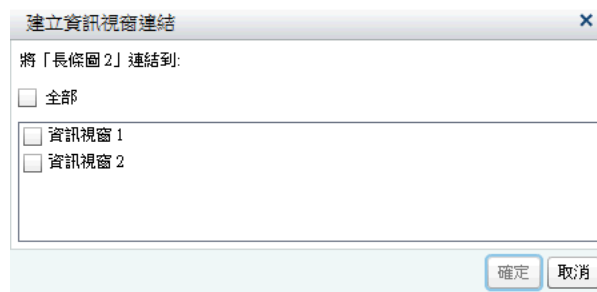 建立資訊視窗連結
將「長條圖 2」連結到:
全部
資訊視窗 1
資訊視窗 2
確定 取消